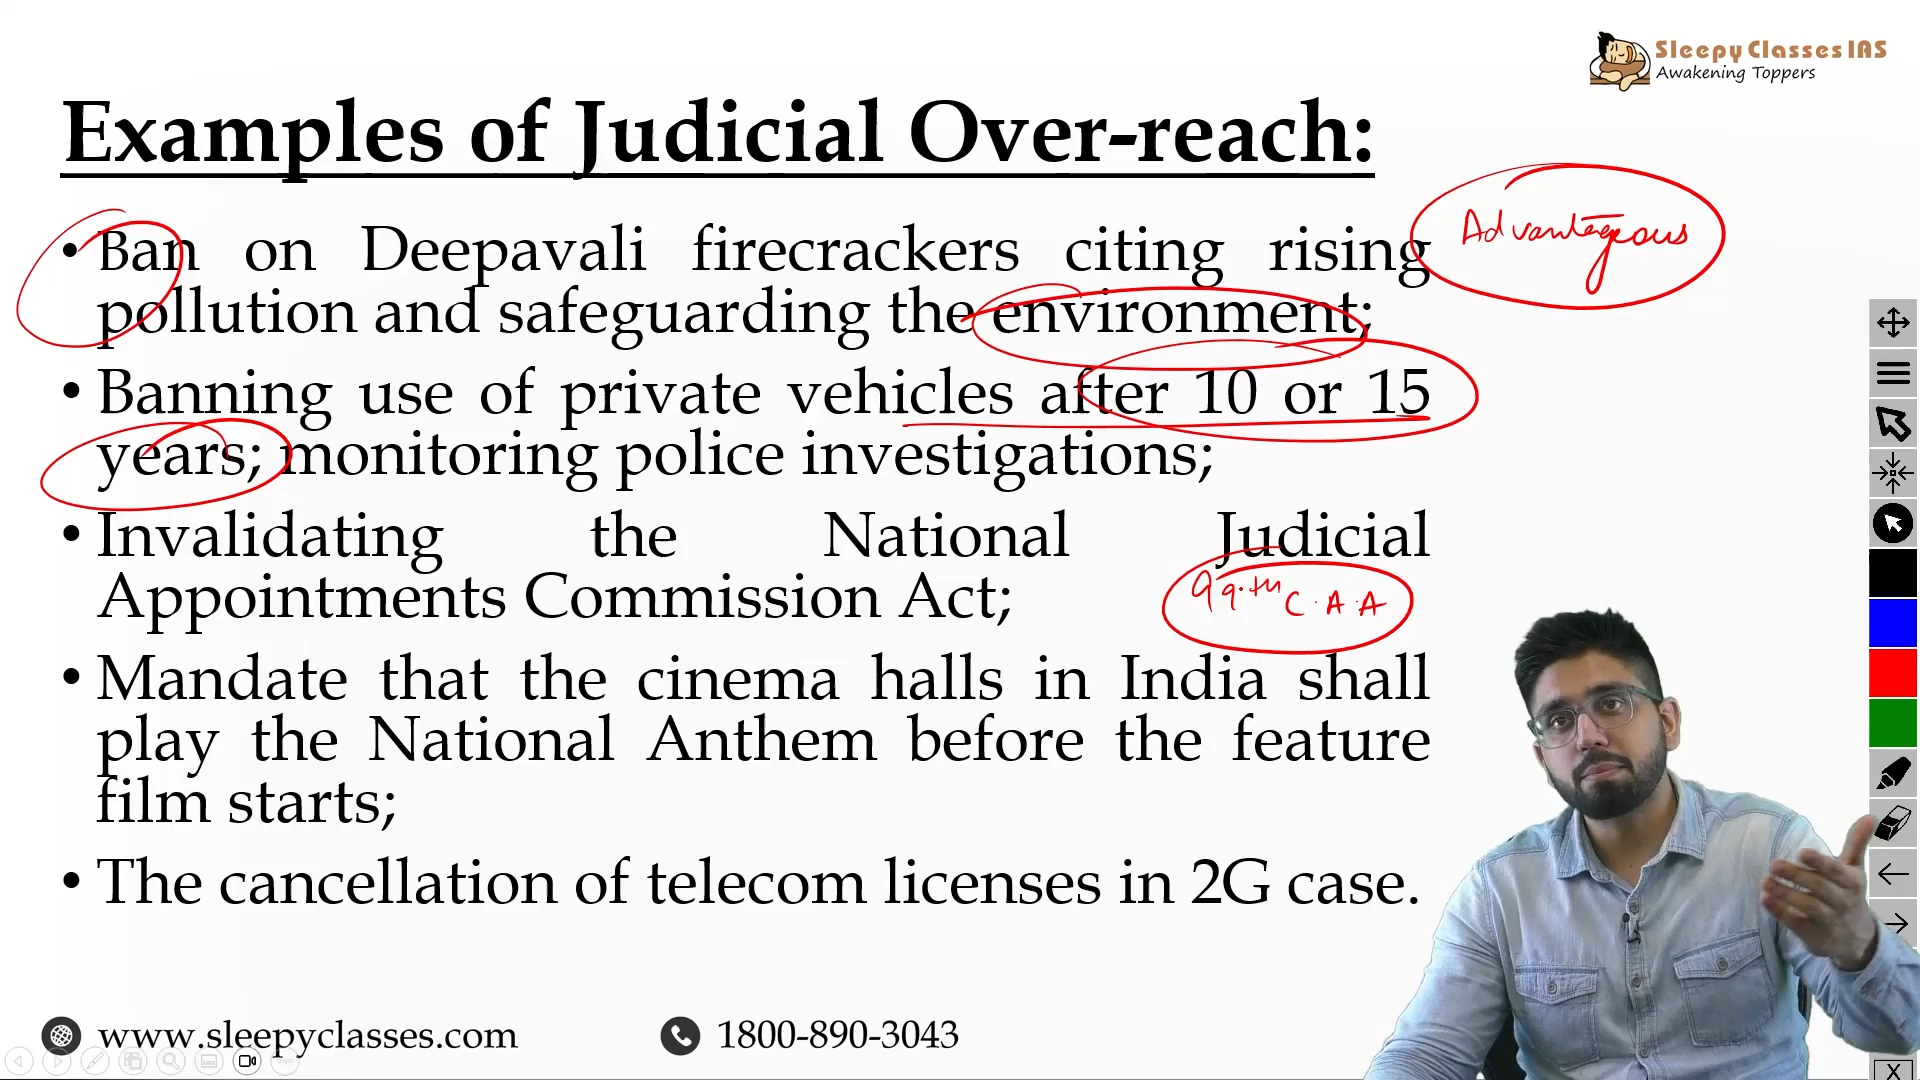 Sleepy Classes IAS
Awakening Toppers
Examples of Judicial Over-reach:
Advantageous
• Ban on Deepavali firecrackers citing rising
pollution and safeguarding the environment;
• Banning use of private vehicles after 10 or 15
years; monitoring police investigations;
• Invalidating the National Judicial
Appointments Commission Act;
99.th C.A.A
• Mandate that the cinema halls in India shall
play the National Anthem before the feature
film starts;
• The cancellation of telecom licenses in 2G case.
www.sleepyclasses.com
1800-890-3043
X